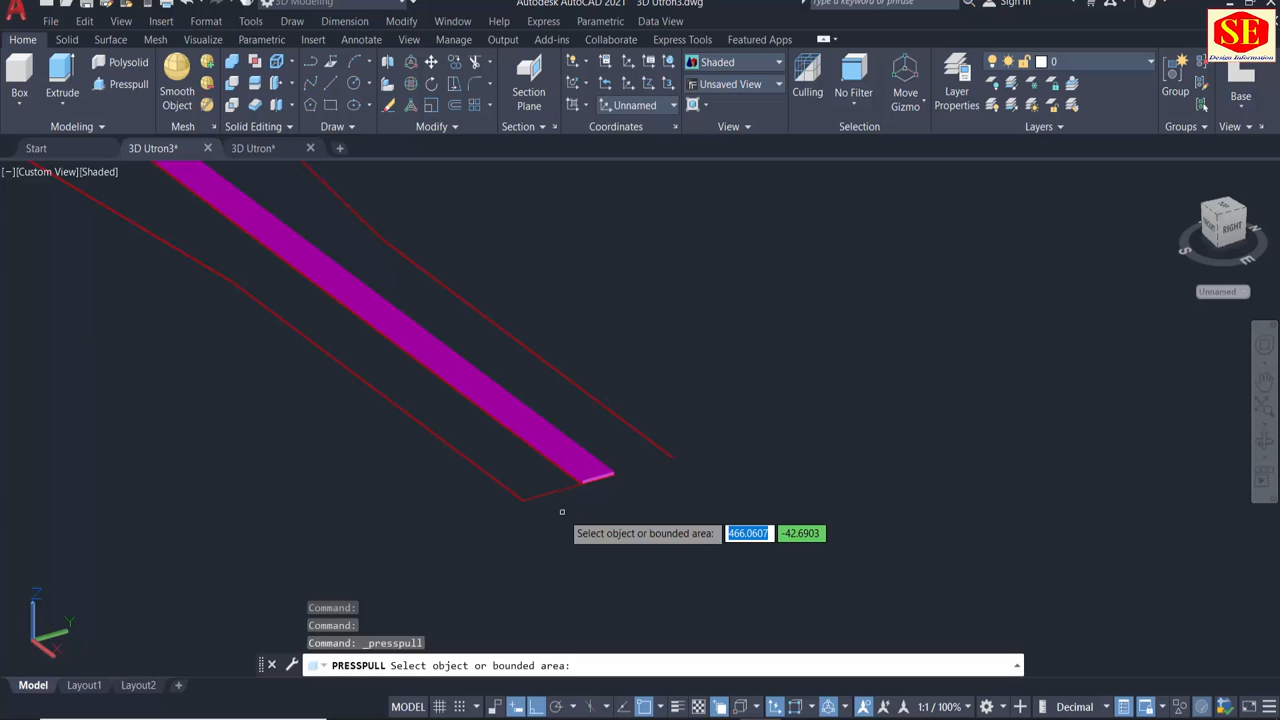 Autodesk AutoCAD 2021 3D Utron3.dwg
Type a keyword or phrase
Sign In
File Edit View Insert Format Tools Draw Dimension Modify Window Help Express Parametric Data View
Home Solid Surface Mesh Visualize Parametric Insert Annotate View Manage Output Collaborate Express Tools Featured Apps
SE
Design Information
Box
Extrude
Polysolid
Presspull
Smooth
Object
Section
Plane
Unnamed
Shaded
Unsaved View
Culling
No Filter
Move
Gizmo
Layer
Properties
0
Group
Base
Modeling Mesh Solid Editing Draw Modify Section Coordinates View Selection Layers Groups View
Start 3D Utron3* 3D Utron*
[−][Custom View][Shaded]
TOP
FRONT
RIGHT
N
S
E
Unnamed
Select object or bounded area: 466.0607 -42.6903
Z
Y
X
Command:
Command:
Command: _presspull
PRESSPULL Select object or bounded area:
Model Layout1 Layout2
MODEL 1:1 / 100% Decimal